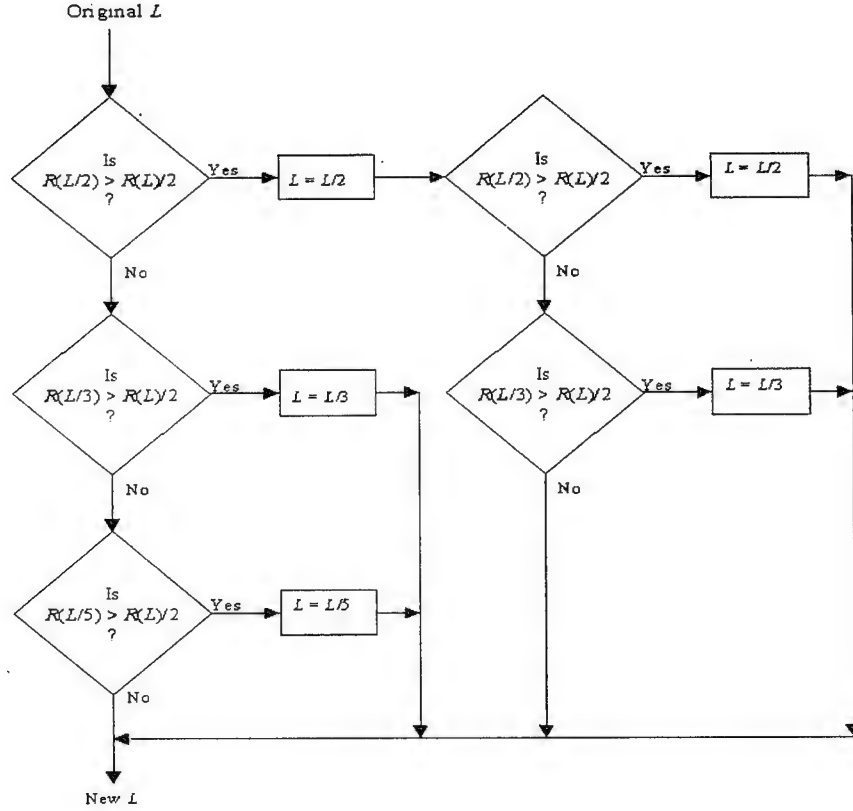 Original L
Is
R(L/2) > R(L)/2
?
Yes
L = L/2
Is
R(L/2) > R(L)/2
?
Yes
L = L/2
No
No
Is
R(L/3) > R(L)/2
?
Yes
L = L/3
Is
R(L/3) > R(L)/2
?
Yes
L = L/3
No
No
Is
R(L/5) > R(L)/2
?
Yes
L = L/5
No
New L